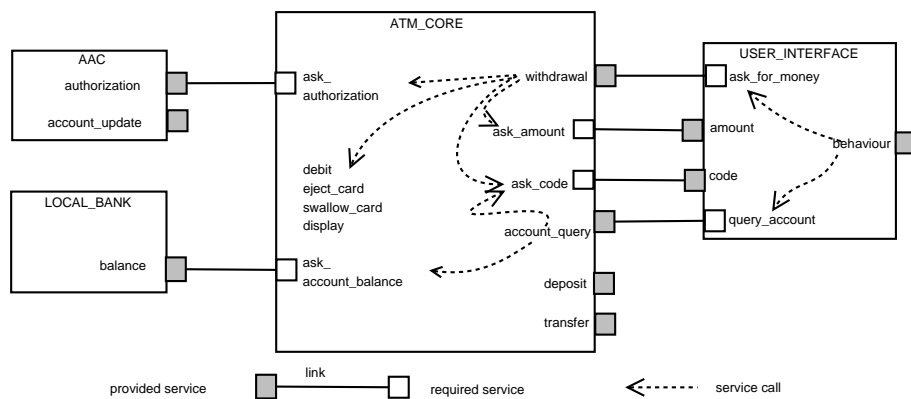 ATM_CORE
AAC
authorization
account_update
LOCAL_BANK
balance
ask_
authorization
withdrawal
ask_amount
debit
eject_card
swallow_card
display
ask_code
account_query
ask_
account_balance
deposit
transfer
USER_INTERFACE
ask_for_money
amount
behaviour
code
query_account
provided service
link
required service
service call